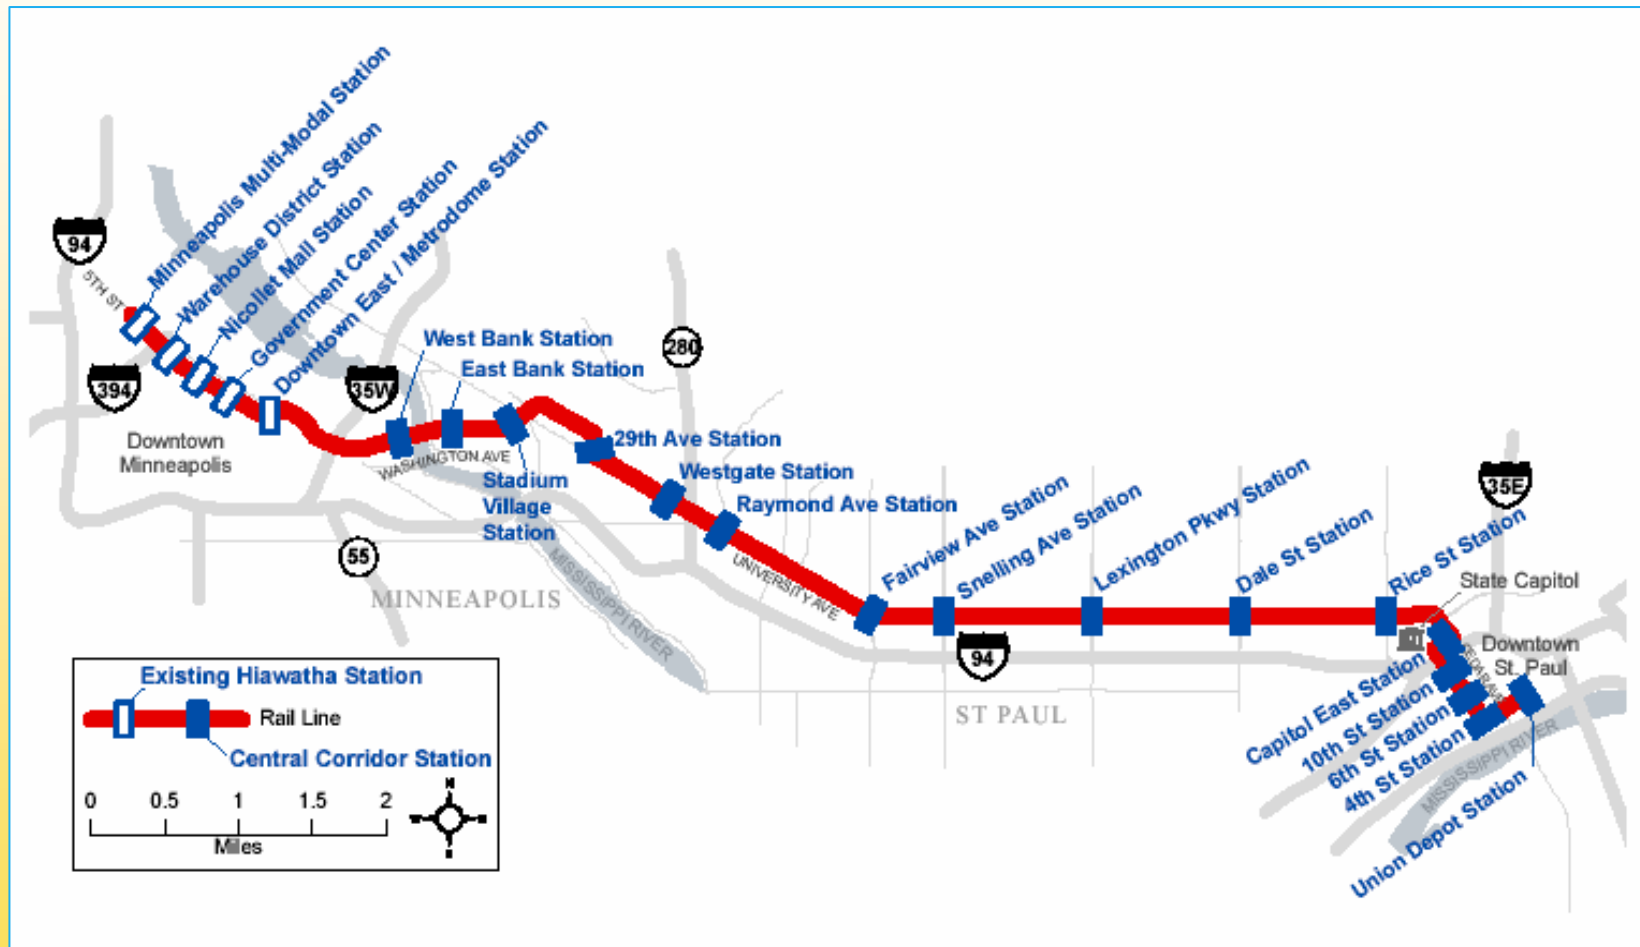 Minneapolis Multi-Modal Station
Warehouse District Station
Nicollet Mall Station
Government Center Station
Downtown East / Metrodome Station
94
5TH ST
394
35W
280
West Bank Station
East Bank Station
Downtown
Minneapolis
WASHINGTON AVE
29th Ave Station
Stadium
Village
Station
Westgate Station
Raymond Ave Station
UNIVERSITY AVE
55
MINNEAPOLIS
MISSISSIPPI RIVER
Fairview Ave Station
Snelling Ave Station
Lexington Pkwy Station
Dale St Station
Rice St Station
35E
State Capitol
Downtown
St. Paul
94
ST PAUL
Capitol East Station
10th St Station
6th St Station
4th St Station
Union Depot Station
MISSISSIPPI RIVER
Existing Hiawatha Station
Rail Line
Central Corridor Station
0 0.5 1 1.5 2
Miles
N